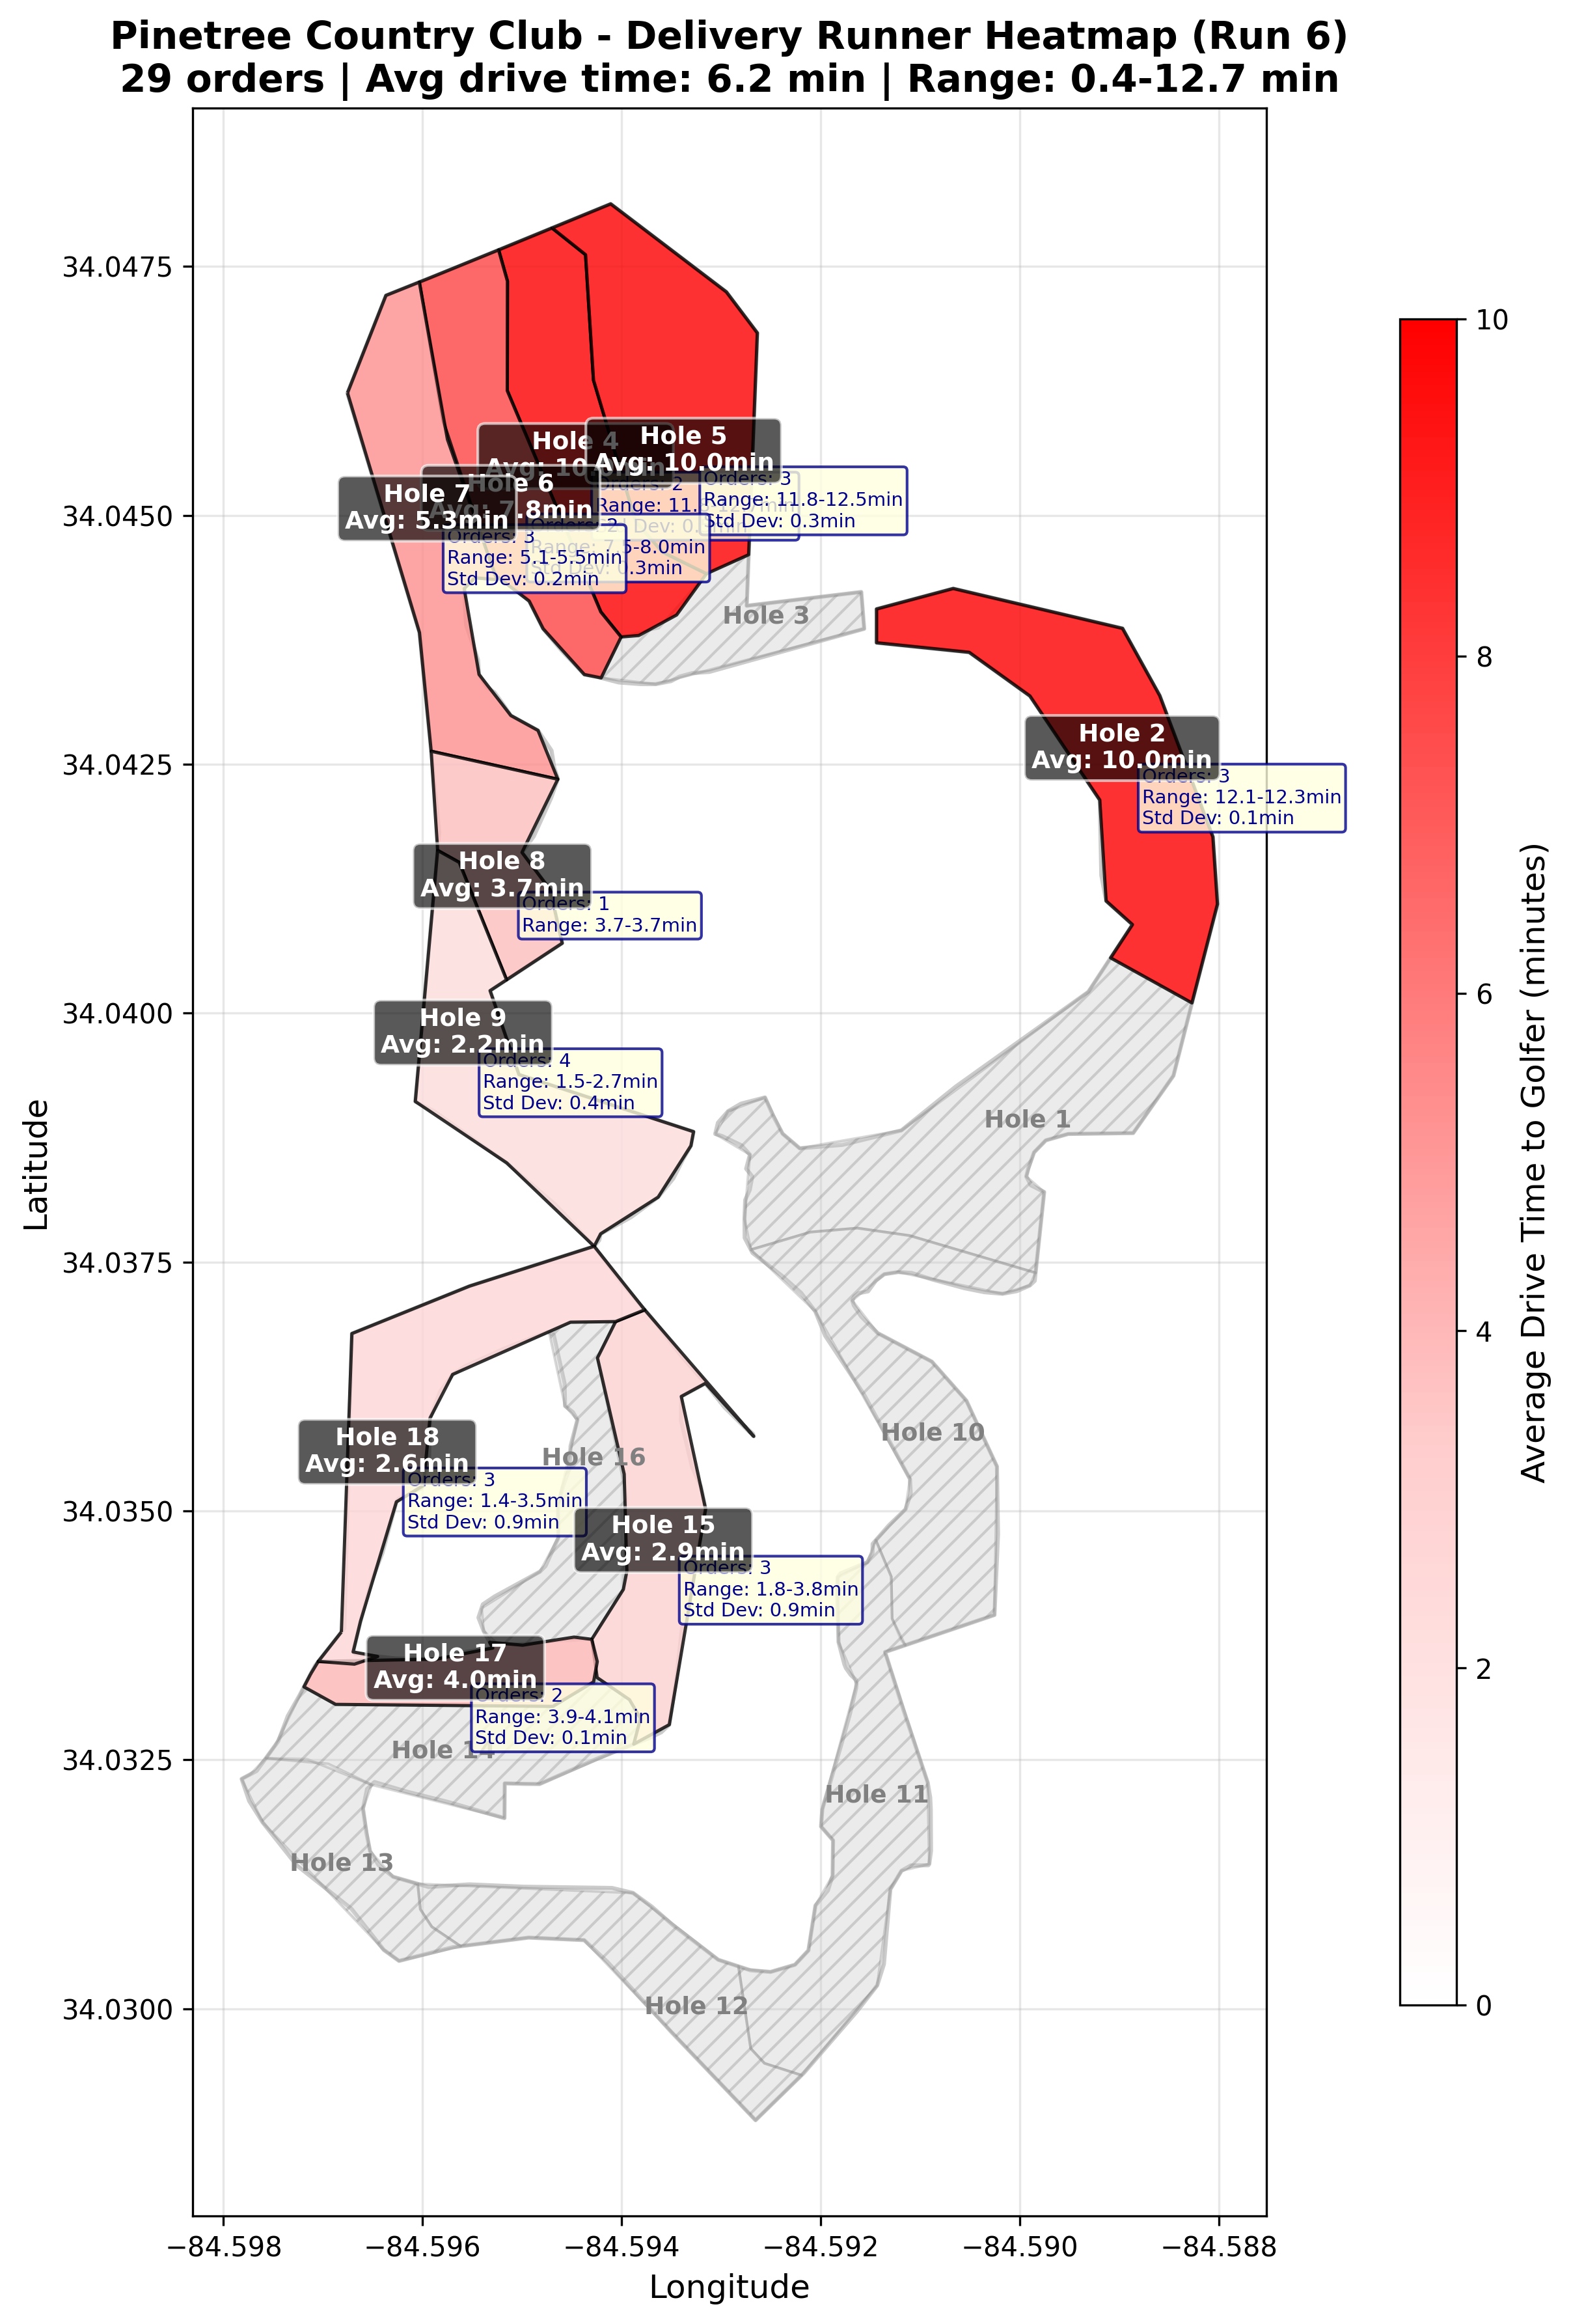 Pinetree Country Club - Delivery Runner Heatmap (Run 6)
29 orders | Avg drive time: 6.2 min | Range: 0.4-12.7 min
34.0475
34.0450
34.0425
34.0400
34.0375
34.0350
34.0325
34.0300
Latitude
Hole 4
Avg: 10.
Orders: 2
Range: 11.
Hole 5
Avg: 10.0min
Orders: 3
Range: 11.8-12.5min
Std Dev: 0.3min
Hole 6
Avg: 7.8min
Orders: 2
Range: 7.5-8.0min
Std Dev: 0.3min
Hole 7
Avg: 5.3min
Orders: 3
Range: 5.1-5.5min
Std Dev: 0.2min
Hole 3
Hole 2
Avg: 10.0min
Orders: 3
Range: 12.1-12.3min
Std Dev: 0.1min
Hole 8
Avg: 3.7min
Orders: 1
Range: 3.7-3.7min
Hole 9
Avg: 2.2min
Orders: 4
Range: 1.5-2.7min
Std Dev: 0.4min
Hole 1
Hole 10
Hole 18
Avg: 2.6min
Orders: 3
Range: 1.4-3.5min
Std Dev: 0.9min
Hole 16
Hole 15
Avg: 2.9min
Orders: 3
Range: 1.8-3.8min
Std Dev: 0.9min
Hole 17
Avg: 4.0min
Orders: 2
Range: 3.9-4.1min
Std Dev: 0.1min
Hole 14
Hole 11
Hole 13
Hole 12
−84.598
−84.596
−84.594
−84.592
−84.590
−84.588
Longitude
10
8
6
4
2
0
Average Drive Time to Golfer (minutes)